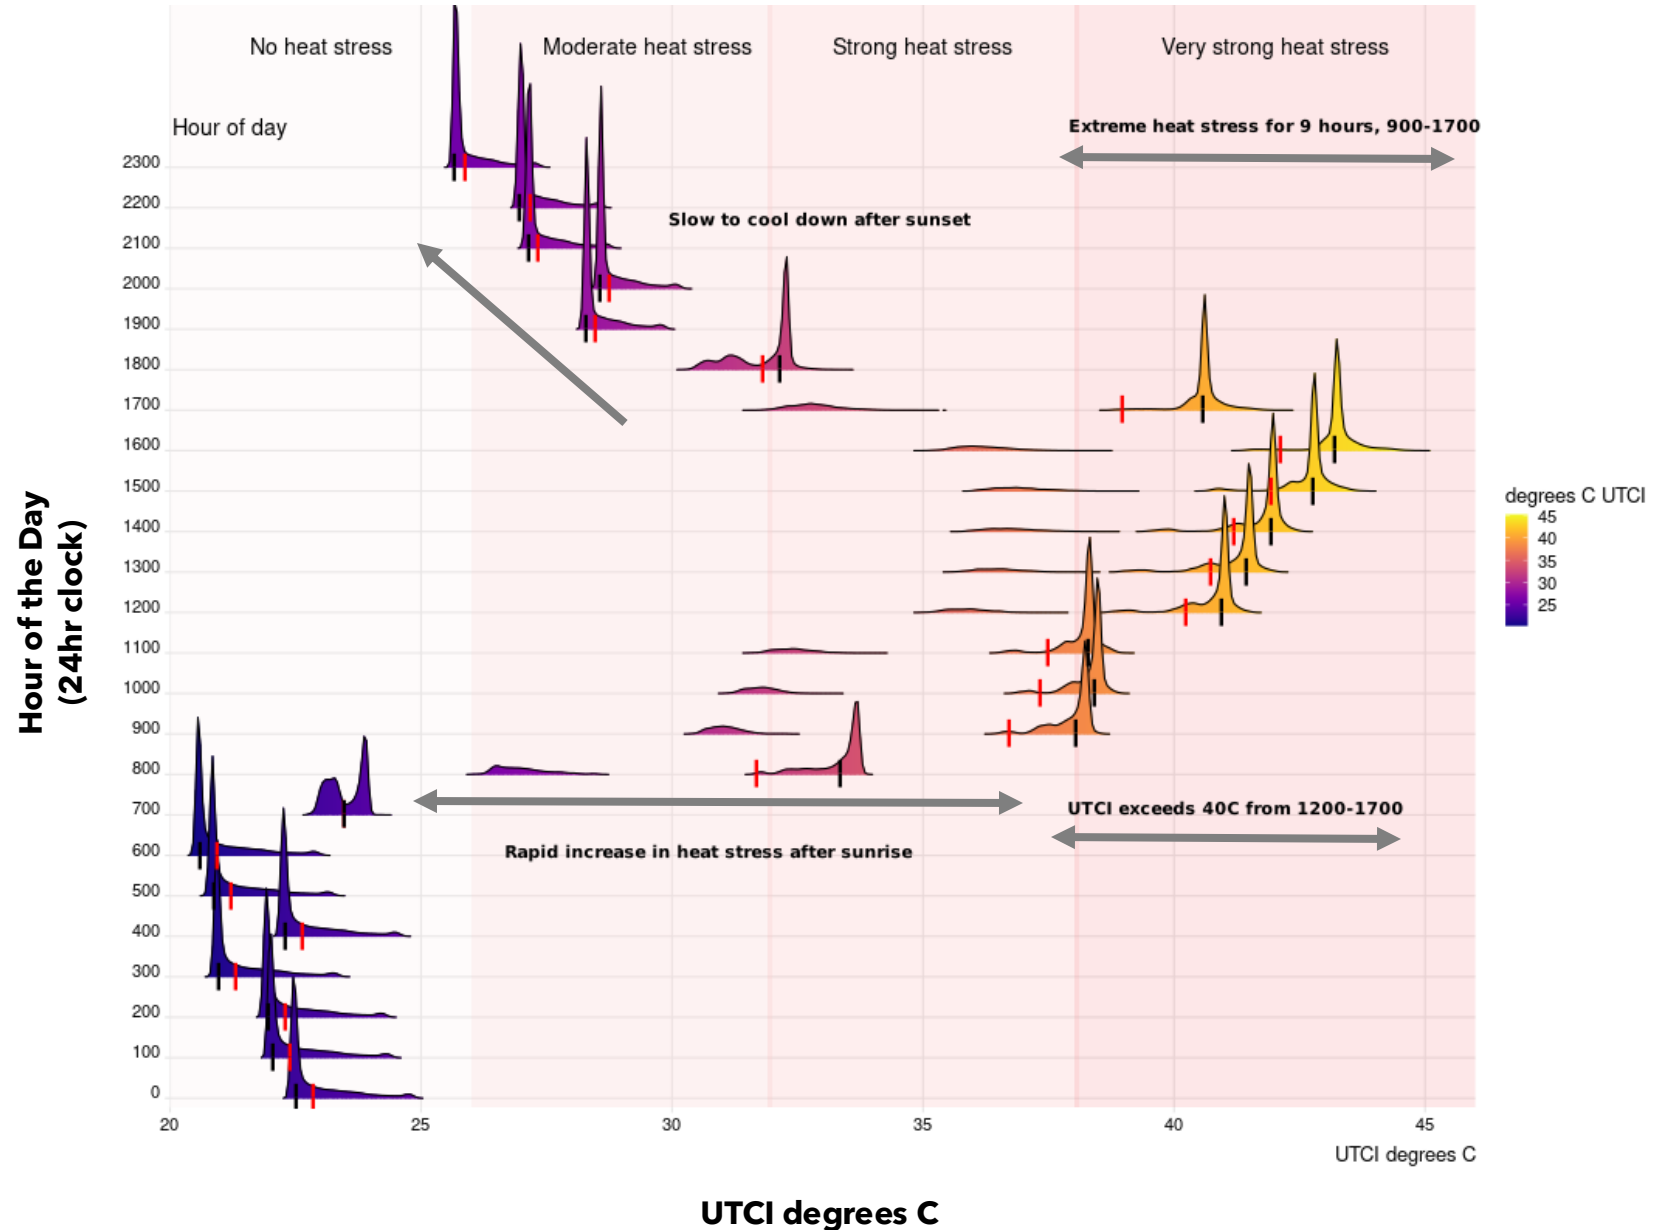 No heat stress
Moderate heat stress
Strong heat stress
Very strong heat stress
Hour of day
Extreme heat stress for 9 hours, 900-1700
2300
2200
Slow to cool down after sunset
2100
2000
1900
1800
1700
1600
1500
1400
1300
1200
1100
1000
900
800
700
600
500
400
300
200
100
0
Hour of the Day
(24hr clock)
degrees C UTCI
45
40
35
30
25
UTCI exceeds 40C from 1200-1700
Rapid increase in heat stress after sunrise
20
25
30
35
40
45
UTCI degrees C
UTCI degrees C